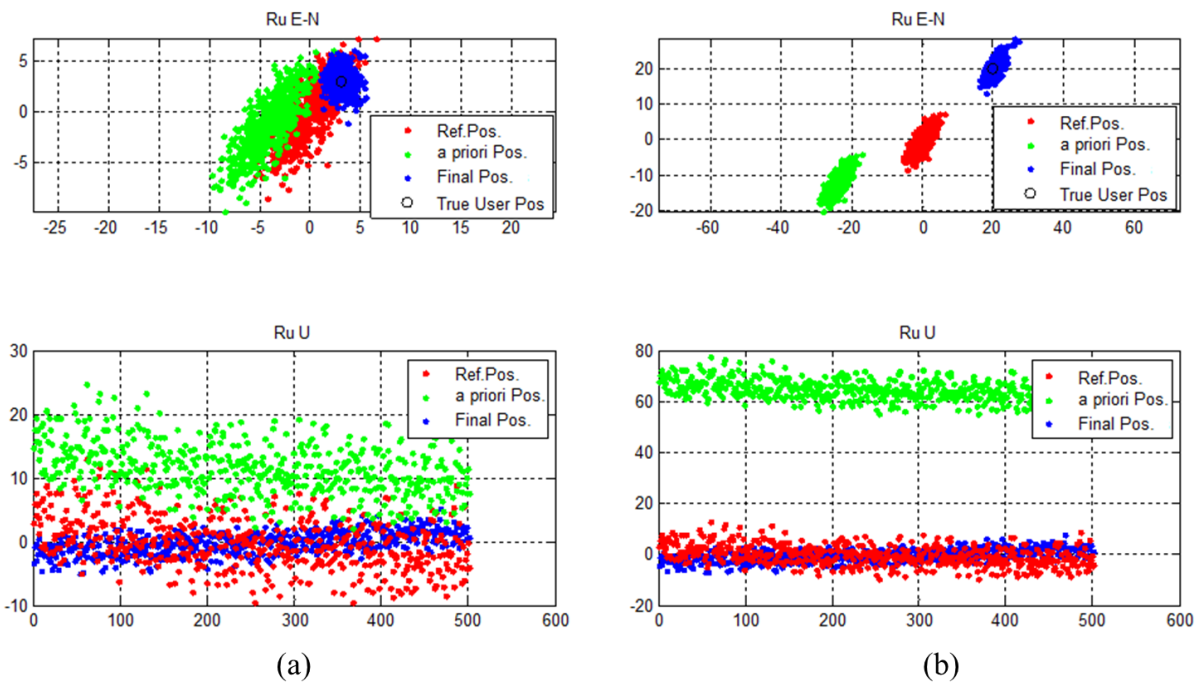 Ru E-N
5
0
-5
-25 -20 -15 -10 -5 0 5 10 15 20
Ref.Pos.
a priori Pos.
Final Pos.
True User Pos
Ru E-N
20
10
0
-10
-20
-60 -40 -20 0 20 40 60
Ref.Pos.
a priori Pos.
Final Pos.
True User Pos
Ru U
30
20
10
0
-10
0 100 200 300 400 500 600
Ref.Pos.
a priori Pos.
Final Pos.
Ru U
80
60
40
20
0
-20
0 100 200 300 400 500 600
Ref.Pos.
a priori Pos.
Final Pos.
(a)
(b)